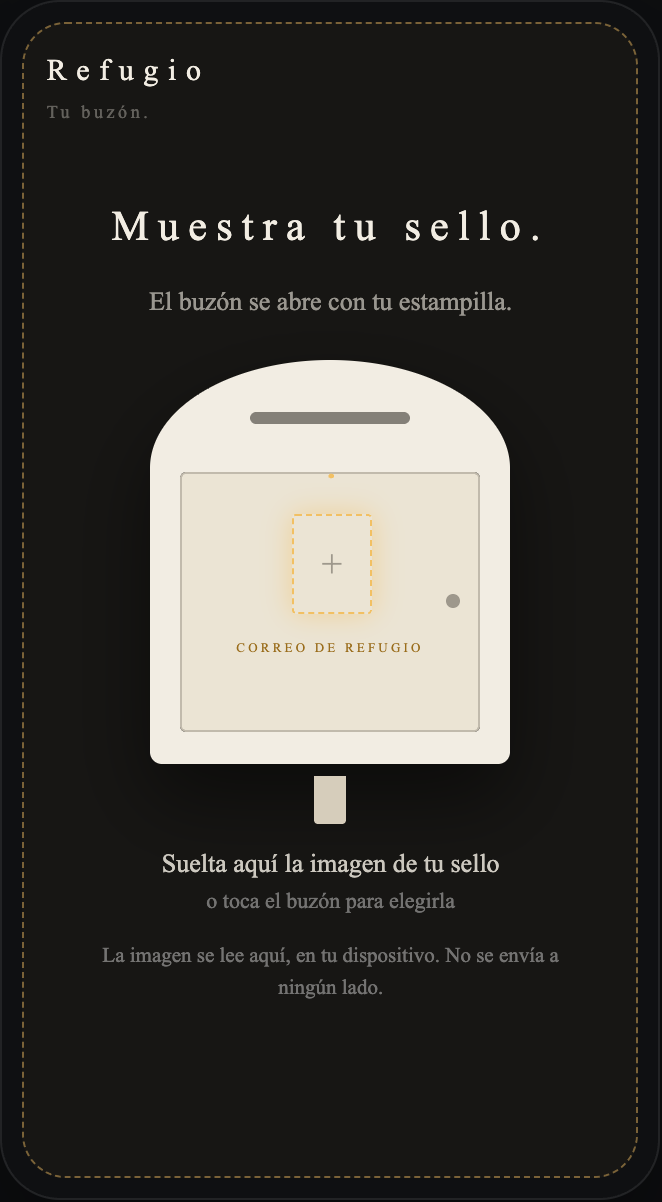 Refugio
Tu buzón.
Muestra tu sello.
El buzón se abre con tu estampilla.
+
CORREO DE REFUGIO
Suelta aquí la imagen de tu sello
o toca el buzón para elegirla
La imagen se lee aquí, en tu dispositivo. No se envía a
ningún lado.